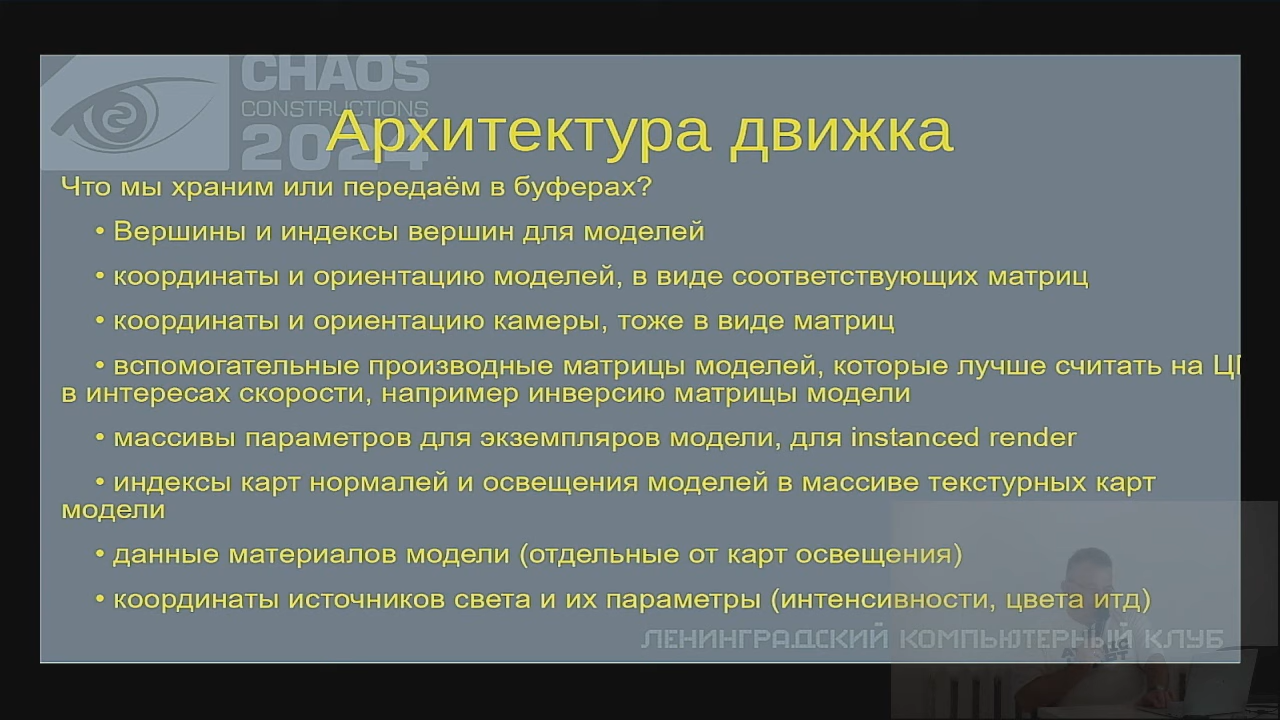 CHAOS
CONSTRUCTIONS
2024
Архитектура движка
Что мы храним или передаём в буферах?
• Вершины и индексы вершин для моделей
• координаты и ориентацию моделей, в виде соответствующих матриц
• координаты и ориентацию камеры, тоже в виде матриц
• вспомогательные производные матрицы моделей, которые лучше считать на
в интересах скорости, например инверсию матрицы модели
• массивы параметров для экземпляров модели, для instanced render
• индексы карт нормалей и освещения моделей в массиве текстурных карт
модели
• данные материалов модели (отдельные от карт освещения)
• координаты источников света и их параметры (интенсивности, цвета итд)
ЛЕНИНГРАДСКИЙ КОМПЬЮТЕРНЫЙ КЛУБ